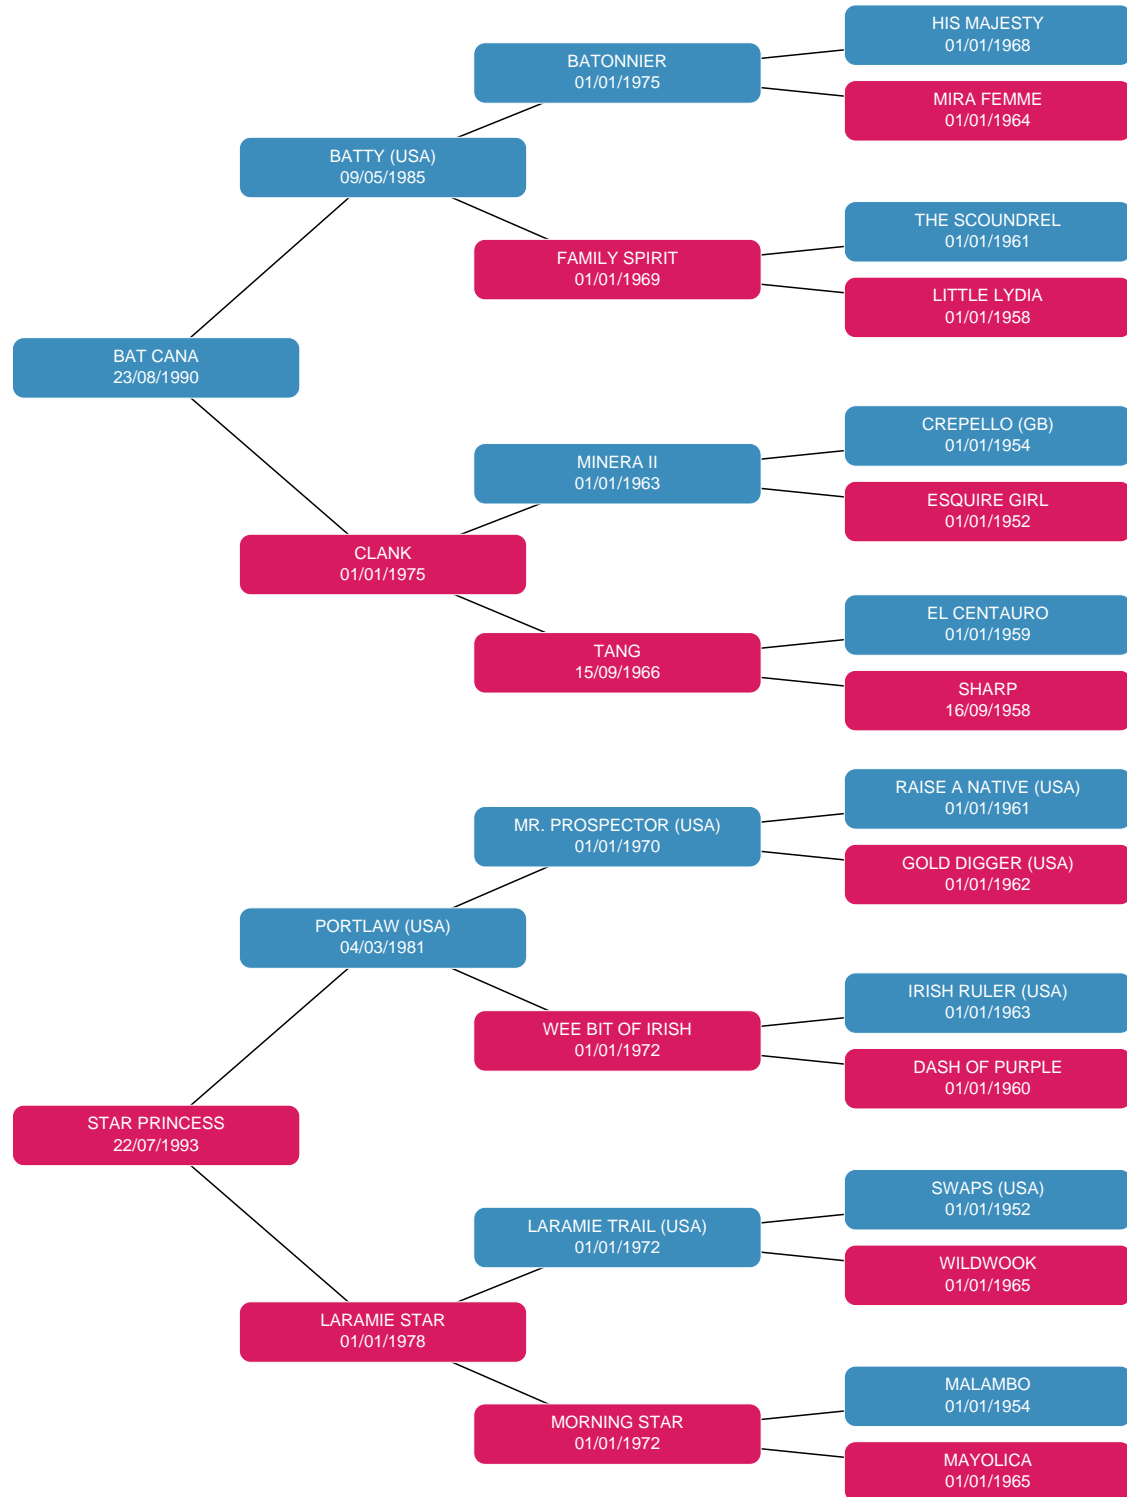 HIS MAJESTY
01/01/1968
BATONNIER
01/01/1975
MIRA FEMME
01/01/1964
BATTY (USA)
09/05/1985
THE SCOUNDREL
01/01/1961
FAMILY SPIRIT
01/01/1969
LITTLE LYDIA
01/01/1958
BAT CANA
23/08/1990
CREPELLO (GB)
01/01/1954
MINERA II
01/01/1963
ESQUIRE GIRL
01/01/1952
CLANK
01/01/1975
EL CENTAURO
01/01/1959
TANG
15/09/1966
SHARP
16/09/1958
RAISE A NATIVE (USA)
01/01/1961
MR. PROSPECTOR (USA)
01/01/1970
GOLD DIGGER (USA)
01/01/1962
PORTLAW (USA)
04/03/1981
IRISH RULER (USA)
01/01/1963
WEE BIT OF IRISH
01/01/1972
DASH OF PURPLE
01/01/1960
STAR PRINCESS
22/07/1993
SWAPS (USA)
01/01/1952
LARAMIE TRAIL (USA)
01/01/1972
WILDWOOK
01/01/1965
LARAMIE STAR
01/01/1978
MALAMBO
01/01/1954
MORNING STAR
01/01/1972
MAYOLICA
01/01/1965